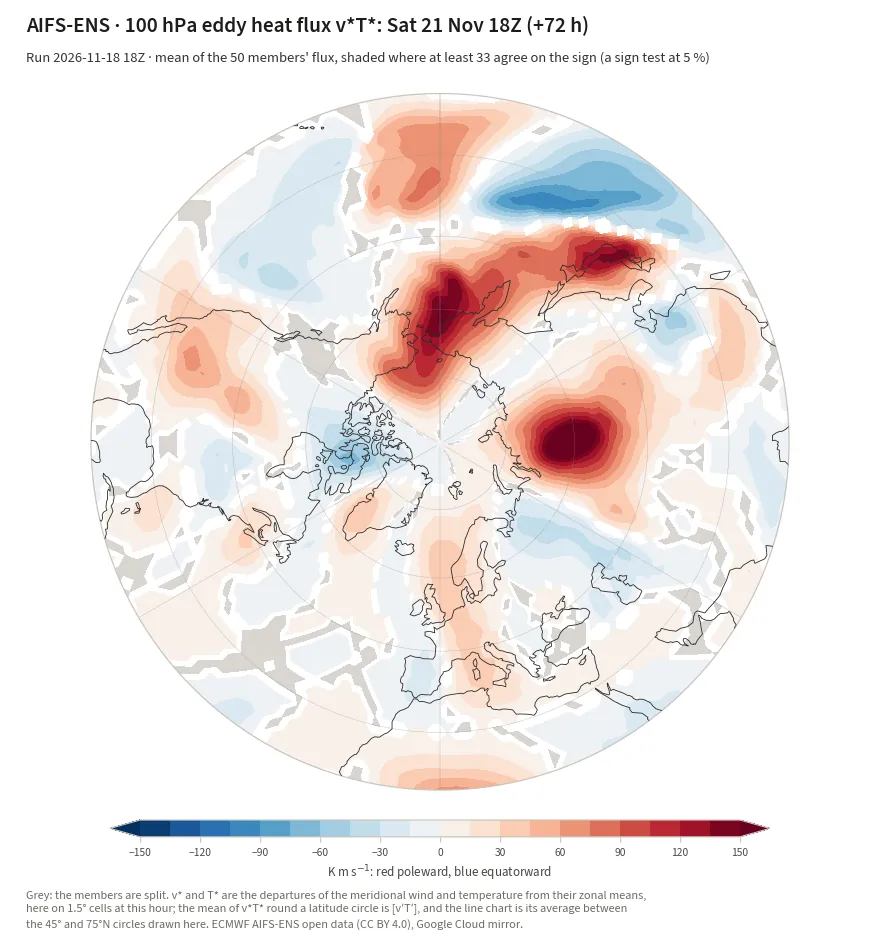 AIFS-ENS · 100 hPa eddy heat flux v*T*: Sat 21 Nov 18Z (+72 h)
Run 2026-11-18 18Z · mean of the 50 members' flux, shaded where at least 33 agree on the sign (a sign test at 5 %)
−150 −120 −90 −60 −30 0 30 60 90 120 150
K m s⁻¹: red poleward, blue equatorward
Grey: the members are split. v* and T* are the departures of the meridional wind and temperature from their zonal means,
here on 1.5° cells at this hour; the mean of v*T* round a latitude circle is [v'T'], and the line chart is its average between
the 45° and 75°N circles drawn here. ECMWF AIFS-ENS open data (CC BY 4.0), Google Cloud mirror.